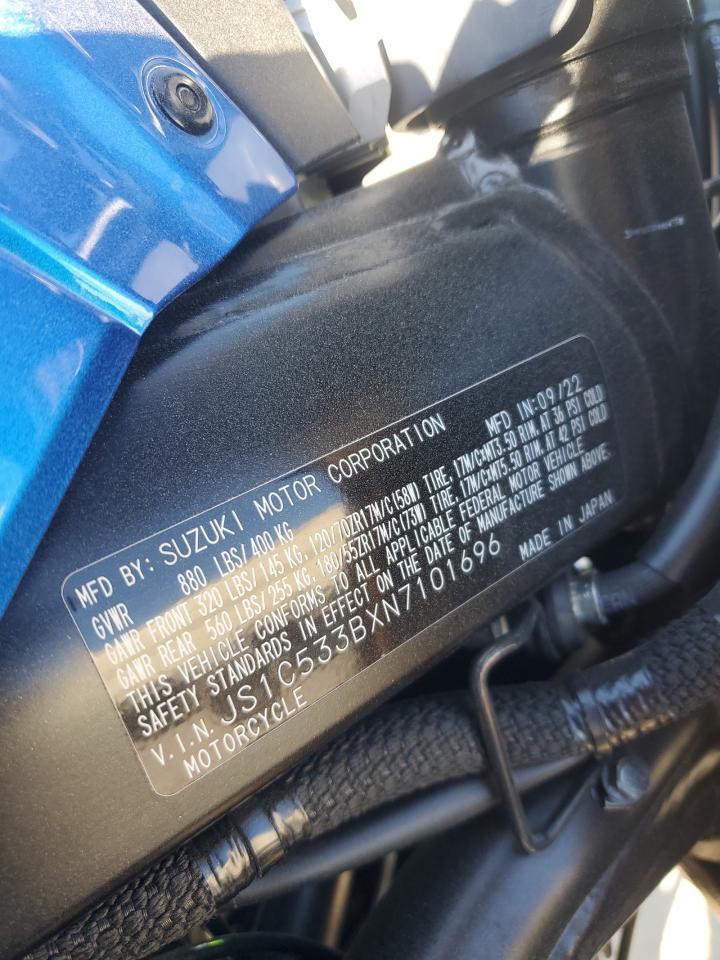 MFD BY: SUZUKI MOTOR CORPORATION MFD IN:09/22
GVWR 880 LBS/400 KG
GAWR FRONT 320 LBS/145 KG, 120/70ZR17M/C(58W) TIRE, 17M/C×MT3.50 RIM, AT 36 PSI COLD
GAWR REAR 560 LBS/255 KG, 180/55ZR17M/C(73W) TIRE, 17M/C×MT5.50 RIM, AT 42 PSI COLD
THIS VEHICLE CONFORMS TO ALL APPLICABLE FEDERAL MOTOR VEHICLE
SAFETY STANDARDS IN EFFECT ON THE DATE OF MANUFACTURE SHOWN ABOVE.
V.I.N. JS1C533BXN7101696
MOTORCYCLE MADE IN JAPAN